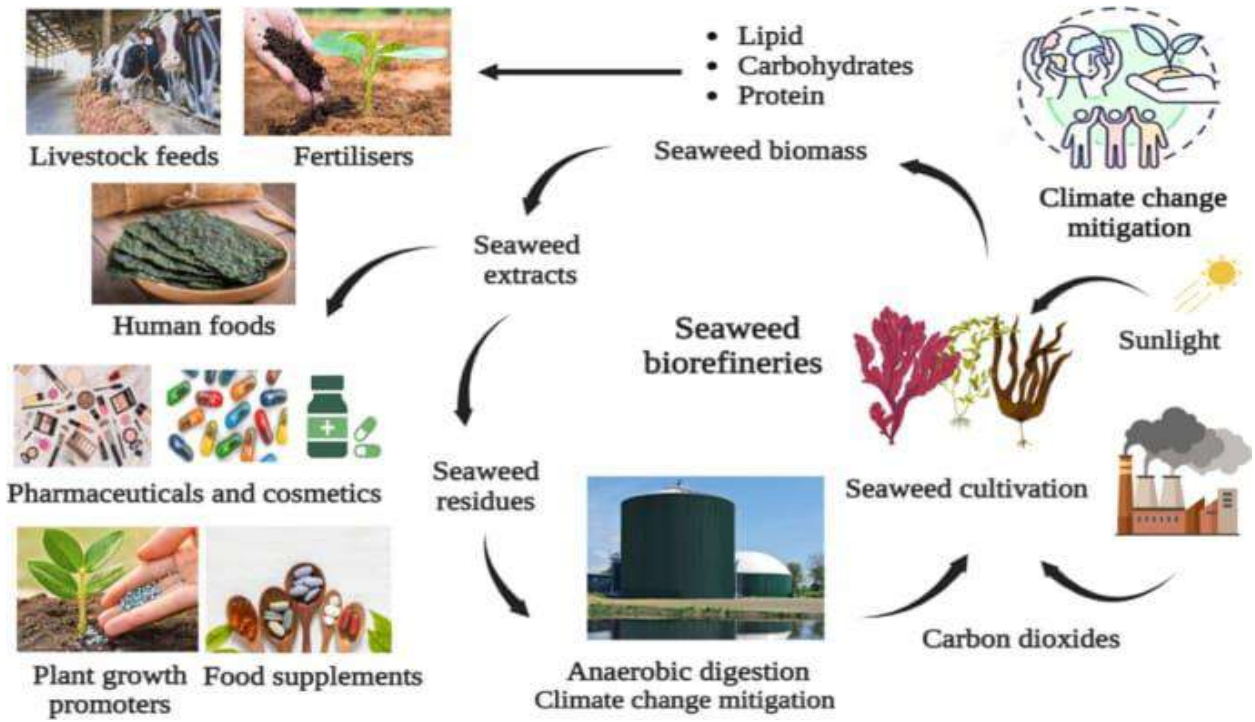 • Lipid
• Carbohydrates
• Protein
Livestock feeds
Fertilisers
Seaweed biomass
Climate change
mitigation
Seaweed
extracts
Human foods
Seaweed
biorefineries
Sunlight
Pharmaceuticals and cosmetics
Seaweed
residues
Seaweed cultivation
Plant growth
promoters
Food supplements
Anaerobic digestion
Climate change mitigation
Carbon dioxides